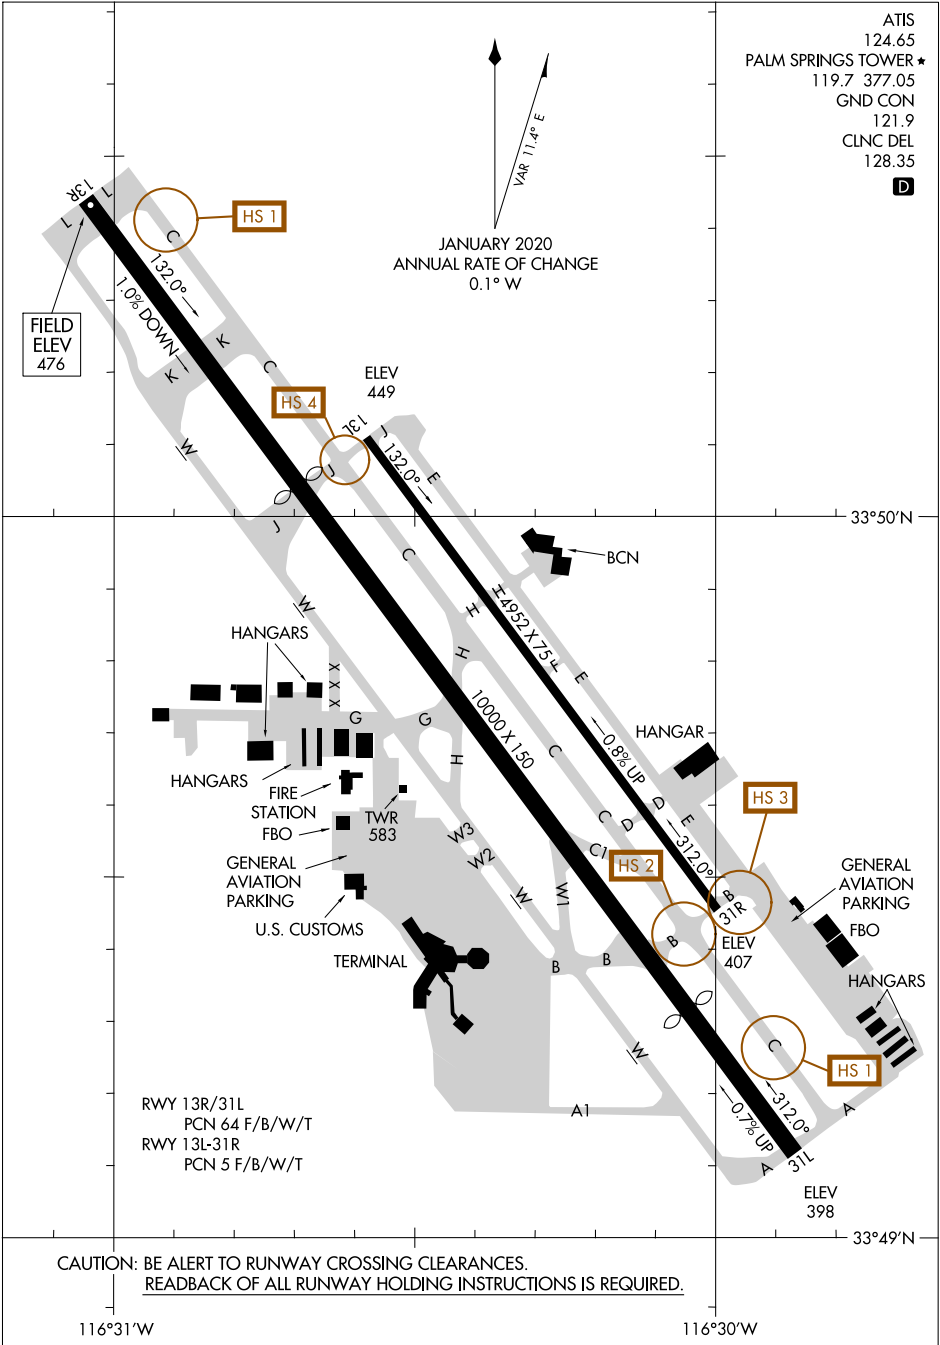 ATIS
124.65
PALM SPRINGS TOWER ★
119.7 377.05
GND CON
121.9
CLNC DEL
128.35
D
VAR 11.4° E
JANUARY 2020
ANNUAL RATE OF CHANGE
0.1° W
13R
L
L
HS 1
C
132.0°
1.0% DOWN
FIELD
ELEV
476
K
K
C
ELEV
449
HS 4
13L
J
132.0°
E
W
J
J
33°50'N
C
BCN
H
H
4952 X 75
F
E
W
HANGARS
H
X
X
X
G
G
10000 X 150
C
0.8% UP
HANGAR
H
HANGARS
FIRE
STATION
TWR
583
FBO
D
E
HS 3
C
D
312.0°
W3
W2
C1
HS 2
GENERAL
AVIATION
PARKING
GENERAL
AVIATION
PARKING
W
W1
B
31R
FBO
U.S. CUSTOMS
B
ELEV
407
TERMINAL
B
B
HANGARS
W
C
HS 1
RWY 13R/31L
PCN 64 F/B/W/T
RWY 13L-31R
PCN 5 F/B/W/T
A1
0.7% UP
312.0°
A
A
31L
ELEV
398
33°49'N
CAUTION: BE ALERT TO RUNWAY CROSSING CLEARANCES.
READBACK OF ALL RUNWAY HOLDING INSTRUCTIONS IS REQUIRED.
116°31'W
116°30'W